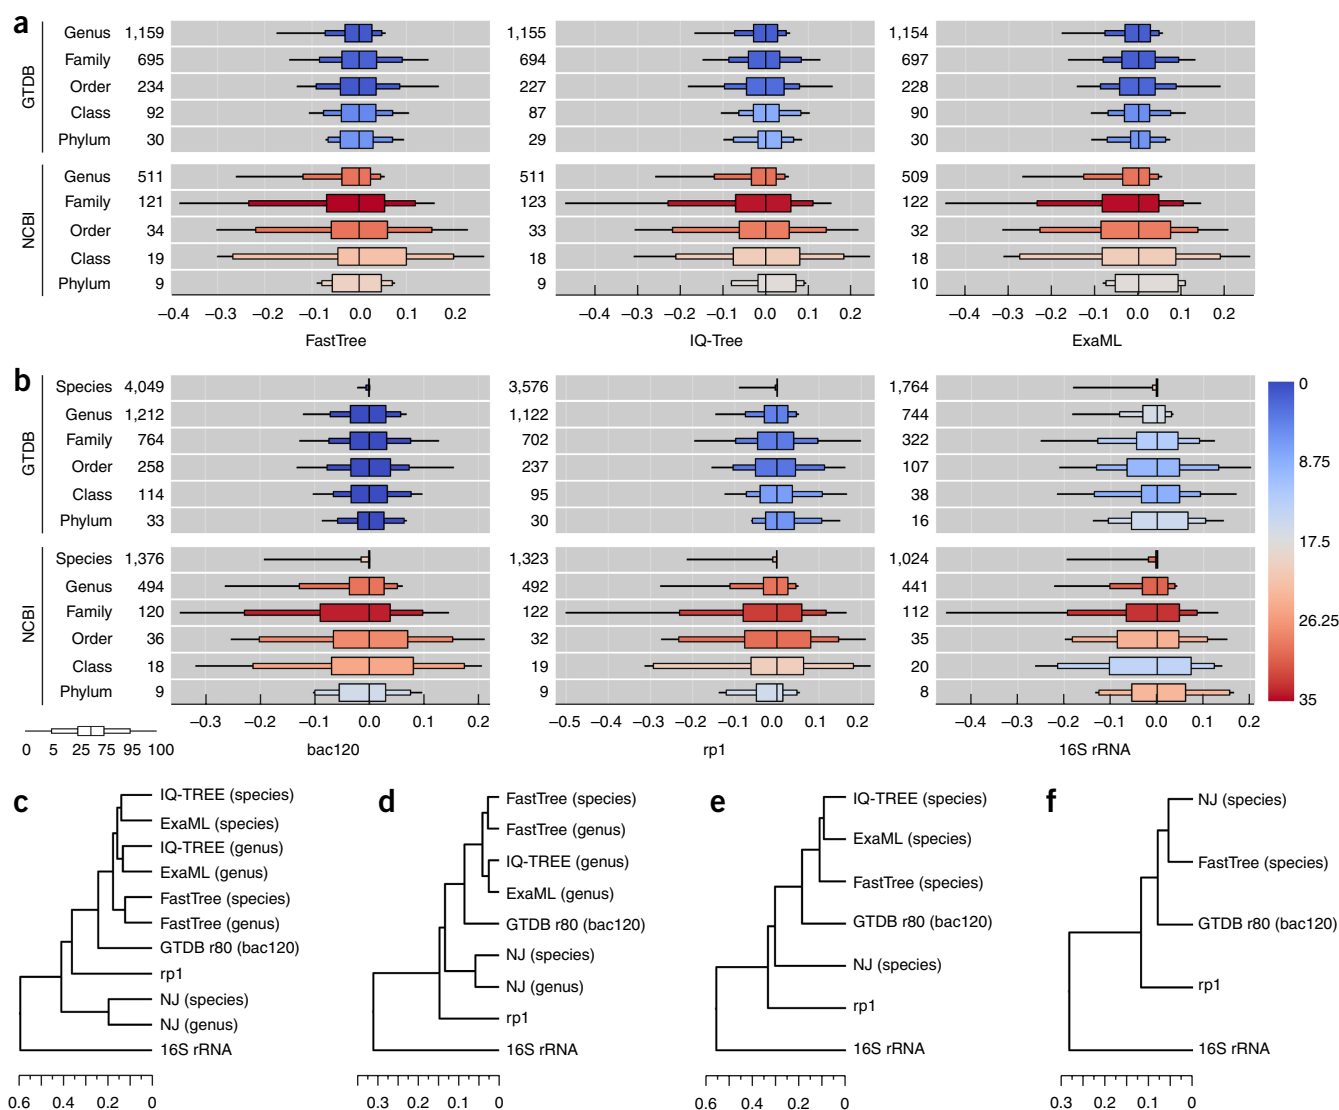 a
GTDB
Genus 1,159 1,155 1,154
Family 695 694 697
Order 234 227 228
Class 92 87 90
Phylum 30 29 30
NCBI
Genus 511 511 509
Family 121 123 122
Order 34 33 32
Class 19 18 18
Phylum 9 9 10
−0.4 −0.3 −0.2 −0.1 0.0 0.1 0.2 −0.4 −0.3 −0.2 −0.1 0.0 0.1 0.2 −0.4 −0.3 −0.2 −0.1 0.0 0.1 0.2
FastTree IQ-Tree ExaML
b
GTDB
Species 4,049 3,576 1,764
Genus 1,212 1,122 744
Family 764 702 322
Order 258 237 107
Class 114 95 38
Phylum 33 30 16
NCBI
Species 1,376 1,323 1,024
Genus 494 492 441
Family 120 122 112
Order 36 32 35
Class 18 19 20
Phylum 9 9 8
−0.3 −0.2 −0.1 0.0 0.1 0.2 −0.5 −0.4 −0.3 −0.2 −0.1 0.0 0.1 0.2 −0.4 −0.3 −0.2 −0.1 0.0 0.1 0.2
bac120 rp1 16S rRNA
0
8.75
17.5
26.25
35
0 5 25 75 95 100
c
IQ-TREE (species)
ExaML (species)
IQ-TREE (genus)
ExaML (genus)
FastTree (species)
FastTree (genus)
GTDB r80 (bac120)
rp1
NJ (species)
NJ (genus)
16S rRNA
0.6 0.4 0.2 0
d
FastTree (species)
FastTree (genus)
IQ-TREE (genus)
ExaML (genus)
GTDB r80 (bac120)
NJ (species)
NJ (genus)
rp1
16S rRNA
0.3 0.2 0.1 0
e
IQ-TREE (species)
ExaML (species)
FastTree (species)
GTDB r80 (bac120)
NJ (species)
rp1
16S rRNA
0.6 0.4 0.2 0
f
NJ (species)
FastTree (species)
GTDB r80 (bac120)
rp1
16S rRNA
0.3 0.2 0.1 0